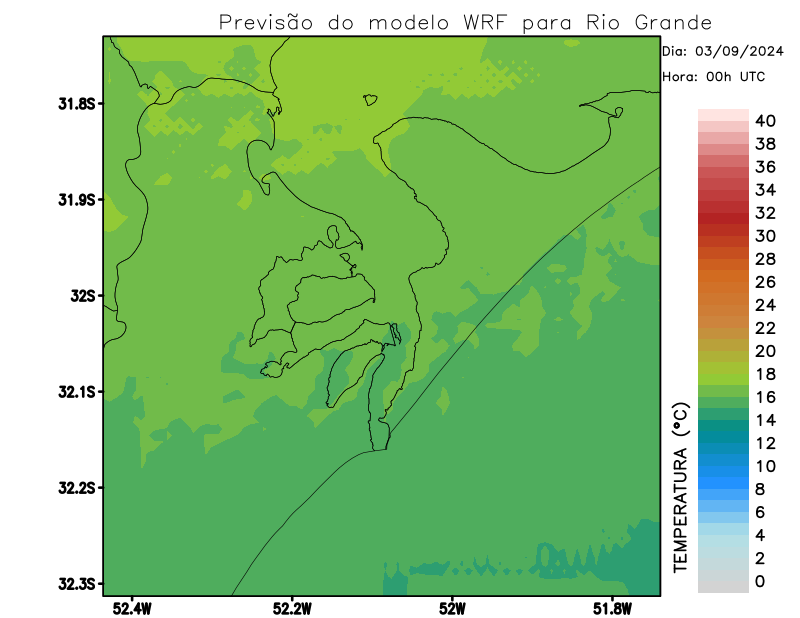 Previsão do modelo WRF para Rio Grande
Dia: 03/09/2024
Hora: 00h UTC
31.8S
31.9S
32S
32.1S
32.2S
32.3S
52.4W
52.2W
52W
51.8W
TEMPERATURA (°C)
40
38
36
34
32
30
28
26
24
22
20
18
16
14
12
10
8
6
4
2
0